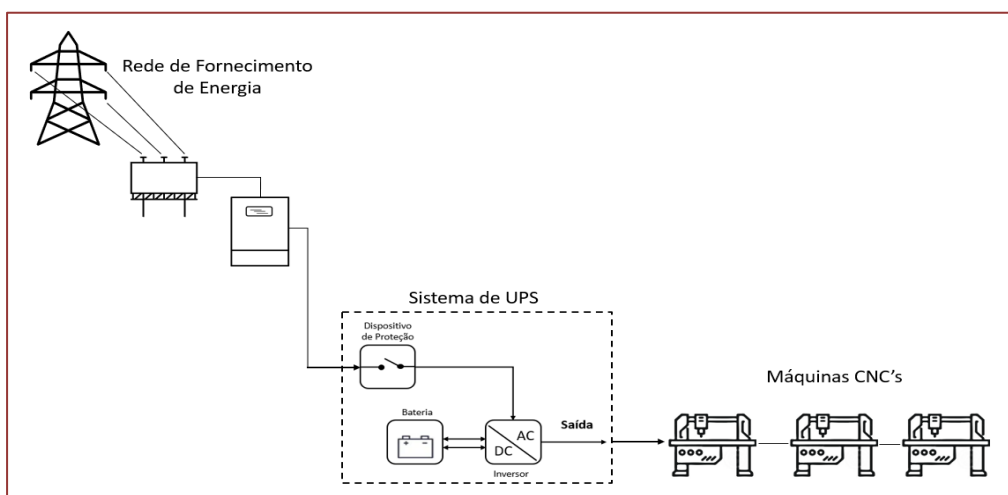 Rede de Fornecimento
de Energia
Sistema de UPS
Dispositivo
de Proteção
Máquinas CNC's
Bateria
Saída
AC
DC
Inversor